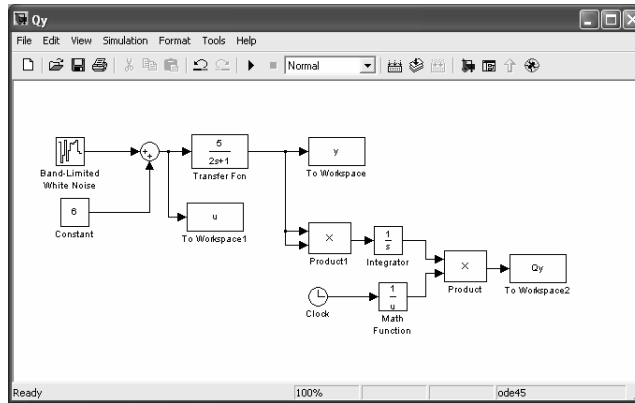 Qy
File Edit View Simulation Format Tools Help
Normal
Band-Limited
White Noise
++
5
2s+1
Transfer Fcn
y
To Workspace
6
Constant
u
To Workspace1
×
Product1
1
s
Integrator
×
Product
Qy
To Workspace2
Clock
1
u
Math
Function
Ready
100%
ode45